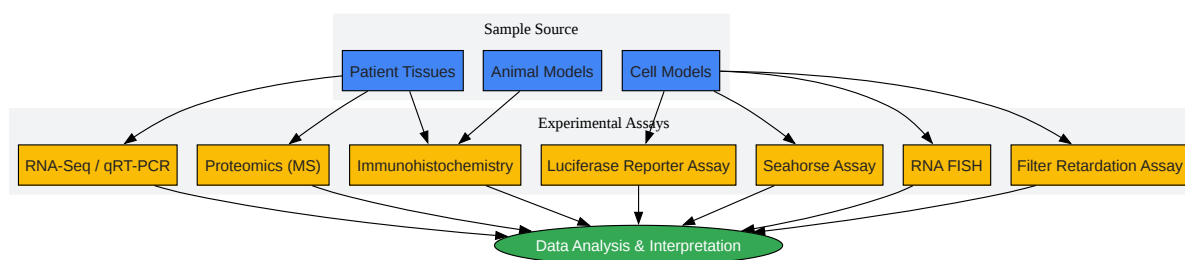 Sample Source
Patient Tissues
Animal Models
Cell Models
Experimental Assays
RNA-Seq / qRT-PCR
Proteomics (MS)
Immunohistochemistry
Luciferase Reporter Assay
Seahorse Assay
RNA FISH
Filter Retardation Assay
Data Analysis & Interpretation